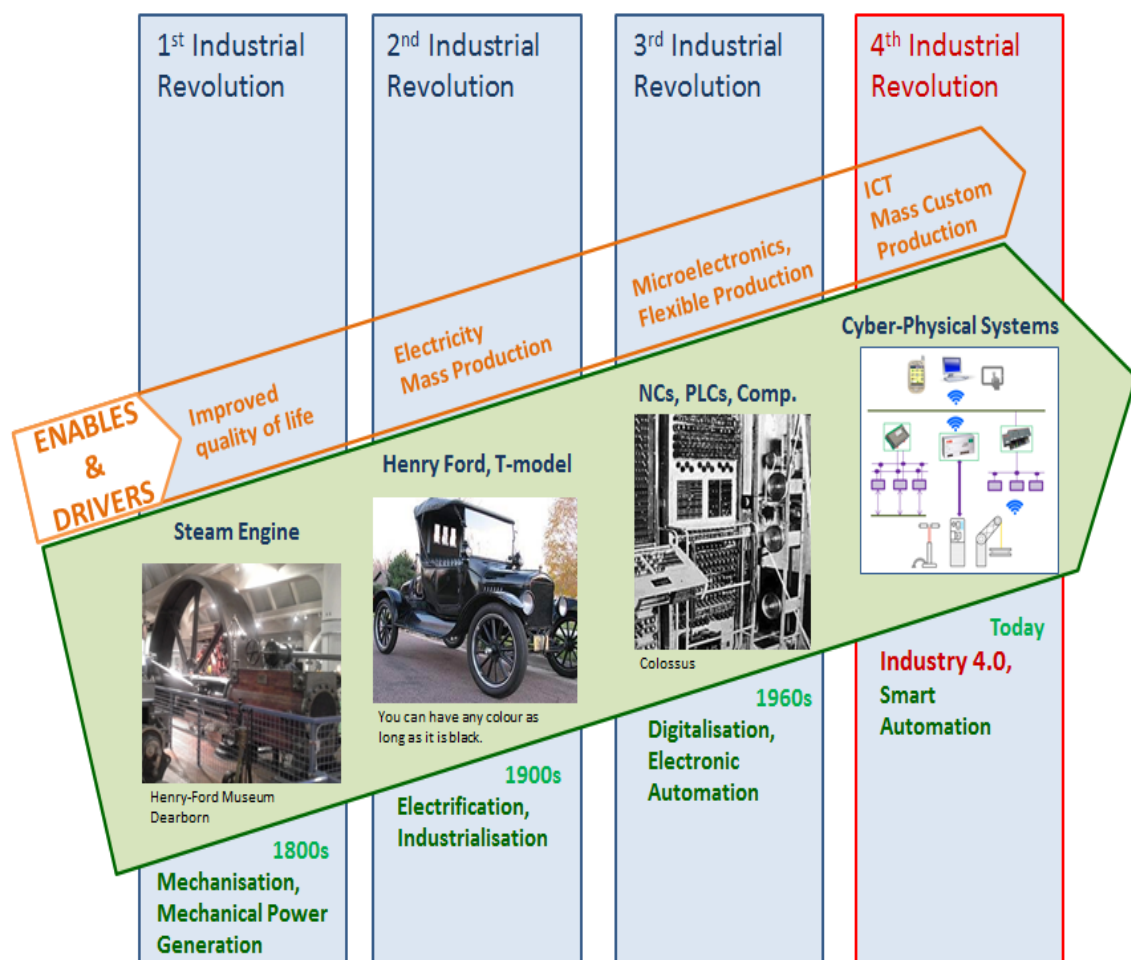 1st Industrial
Revolution
2nd Industrial
Revolution
3rd Industrial
Revolution
4th Industrial
Revolution
ENABLES
&
DRIVERS
Improved
quality of life
Electricity
Mass Production
Microelectronics,
Flexible Production
ICT
Mass Custom
Production
Steam Engine
Henry-Ford Museum
Dearborn
1800s
Mechanisation,
Mechanical Power
Generation
Henry Ford, T-model
You can have any colour as
long as it is black.
1900s
Electrification,
Industrialisation
NCs, PLCs, Comp.
Colossus
1960s
Digitalisation,
Electronic
Automation
Cyber-Physical Systems
Today
Industry 4.0,
Smart
Automation